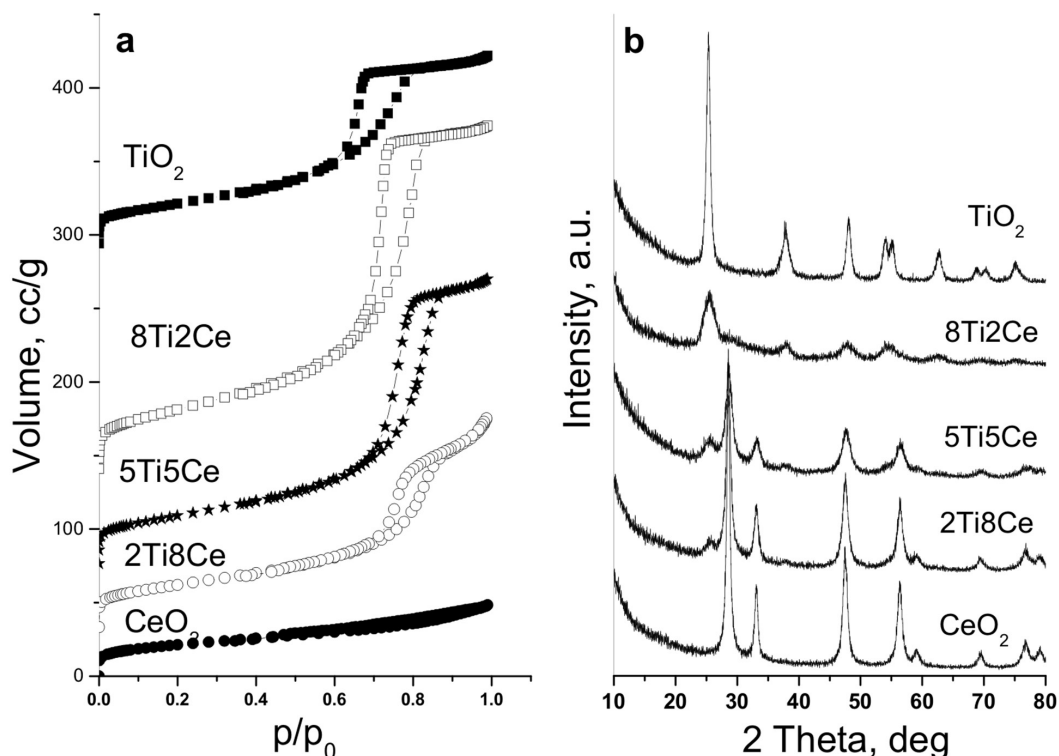 a
400
300
200
100
0
Volume, cc/g
TiO2
8Ti2Ce
5Ti5Ce
2Ti8Ce
CeO2
0.0 0.2 0.4 0.6 0.8 1.0
p/p0
b
Intensity, a.u.
TiO2
8Ti2Ce
5Ti5Ce
2Ti8Ce
CeO2
10 20 30 40 50 60 70 80
2 Theta, deg